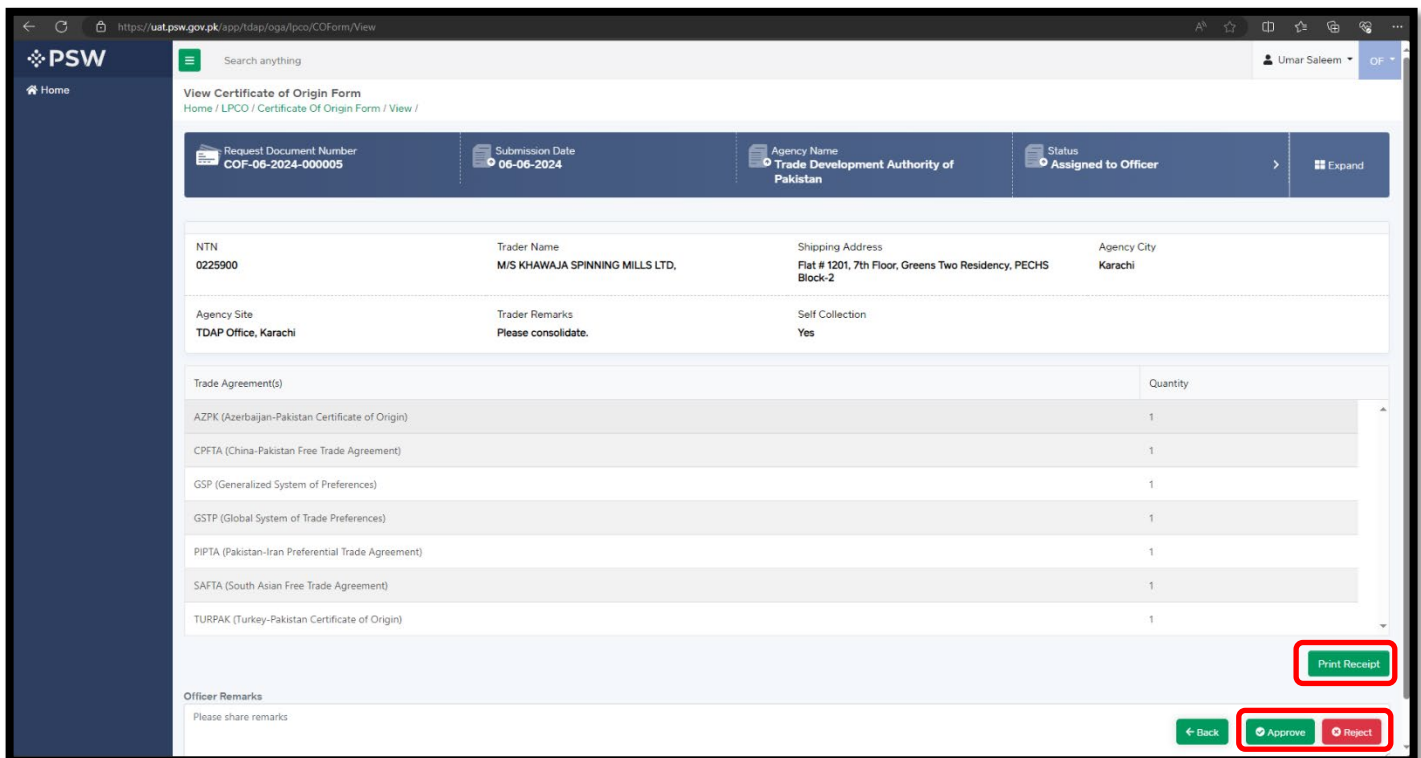 https://uat.psw.gov.pk/app/tdap/oga/lpco/COForm/View
PSW
Search anything
Umar Saleem
OF
Home
View Certificate of Origin Form
Home / LPCO / Certificate Of Origin Form / View /
Request Document Number
COF-06-2024-000005
Submission Date
06-06-2024
Agency Name
Trade Development Authority of
Pakistan
Status
Assigned to Officer
Expand
NTN
0225900
Trader Name
M/S KHAWAJA SPINNING MILLS LTD,
Shipping Address
Flat # 1201, 7th Floor, Greens Two Residency, PECHS
Block-2
Agency City
Karachi
Agency Site
TDAP Office, Karachi
Trader Remarks
Please consolidate.
Self Collection
Yes
Trade Agreement(s) Quantity
AZPK (Azerbaijan-Pakistan Certificate of Origin) 1
CPFTA (China-Pakistan Free Trade Agreement) 1
GSP (Generalized System of Preferences) 1
GSTP (Global System of Trade Preferences) 1
PIPTA (Pakistan-Iran Preferential Trade Agreement) 1
SAFTA (South Asian Free Trade Agreement) 1
TURPAK (Turkey-Pakistan Certificate of Origin) 1
Print Receipt
Officer Remarks
Please share remarks
Back
Approve
Reject